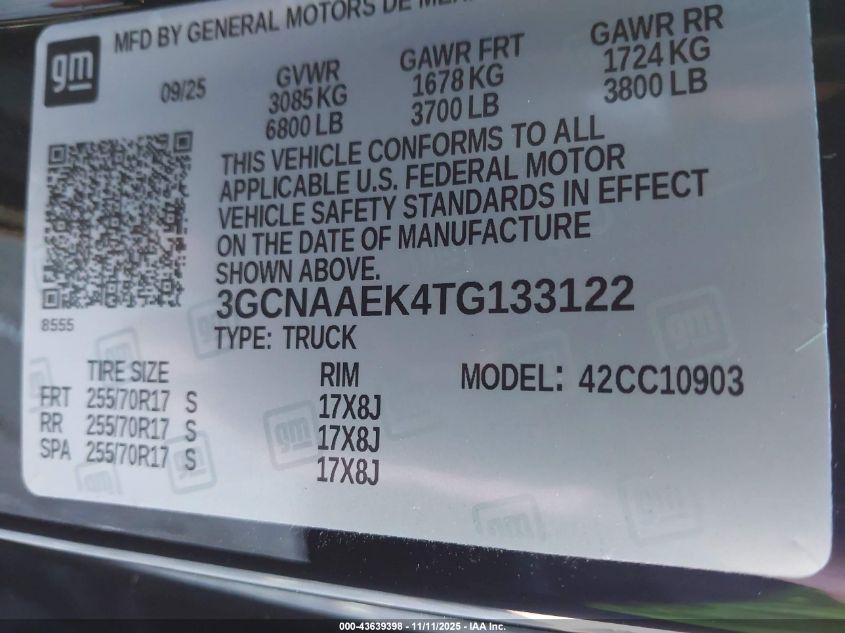 gm
MFD BY GENERAL MOTORS DE
09/25
GVWR
3085 KG
6800 LB
GAWR FRT
1678 KG
3700 LB
GAWR RR
1724 KG
3800 LB
THIS VEHICLE CONFORMS TO ALL
APPLICABLE U.S. FEDERAL MOTOR
VEHICLE SAFETY STANDARDS IN EFFECT
ON THE DATE OF MANUFACTURE
SHOWN ABOVE.
8555
3GCNAAEK4TG133122
TYPE: TRUCK
TIRE SIZE RIM MODEL: 42CC10903
FRT 255/70R17 S 17X8J
RR 255/70R17 S 17X8J
SPA 255/70R17 S 17X8J
000-43639398 - 11/11/2025 - IAA Inc.